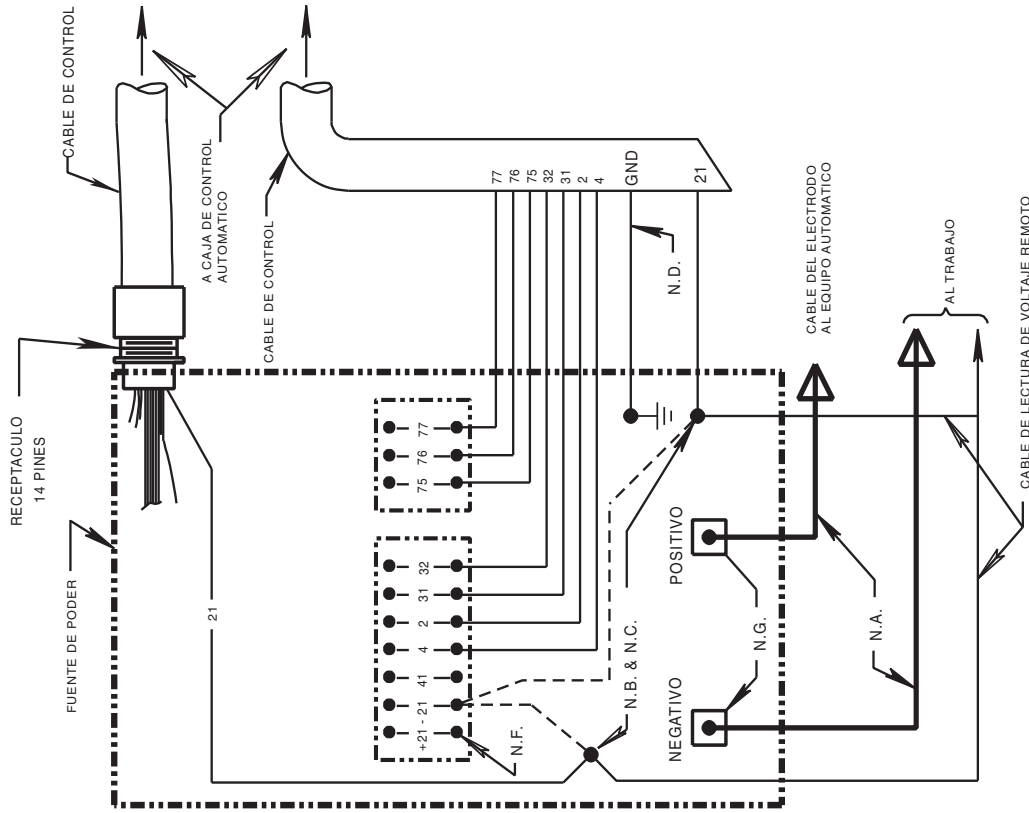 CABLE DE CONTROL
RECEPTACULO
14 PINES
A CAJA DE CONTROL
AUTOMATICO
FUENTE DE PODER
CABLE DE CONTROL
21
77
76
75
32
31
2
4
GND
21
77
76
75
32
31
2
4
41
- 21
+21
N.D.
N.F.
N.B. & N.C.
POSITIVO
NEGATIVO
N.G.
N.A.
CABLE DEL ELECTRODO
AL EQUIPO AUTOMATICO
AL TRABAJO
CABLE DE LECTURA DE VOLTAJE REMOTO